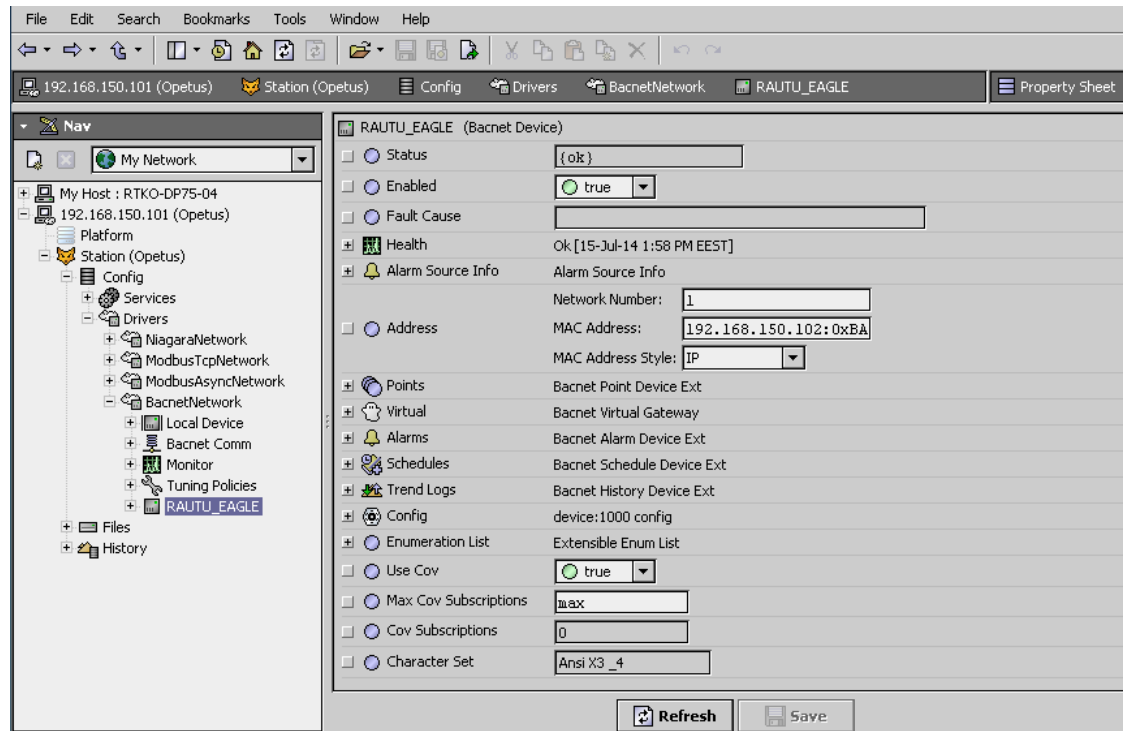 File Edit Search Bookmarks Tools Window Help
192.168.150.101 (Opetus) Station (Opetus) Config Drivers BacnetNetwork RAUTU_EAGLE Property Sheet
Nav
My Network
My Host : RTKO-DP75-04
192.168.150.101 (Opetus)
Platform
Station (Opetus)
Config
Services
Drivers
NiagaraNetwork
ModbusTcpNetwork
ModbusAsyncNetwork
BacnetNetwork
Local Device
Bacnet Comm
Monitor
Tuning Policies
RAUTU_EAGLE
Files
History
RAUTU_EAGLE (Bacnet Device)
Status {ok}
Enabled true
Fault Cause
Health Ok [15-Jul-14 1:58 PM EEST]
Alarm Source Info Alarm Source Info
Network Number: 1
Address MAC Address: 192.168.150.102:0xBA
MAC Address Style: IP
Points Bacnet Point Device Ext
Virtual Bacnet Virtual Gateway
Alarms Bacnet Alarm Device Ext
Schedules Bacnet Schedule Device Ext
Trend Logs Bacnet History Device Ext
Config device:1000 config
Enumeration List Extensible Enum List
Use Cov true
Max Cov Subscriptions max
Cov Subscriptions 0
Character Set Ansi X3 _4
Refresh Save